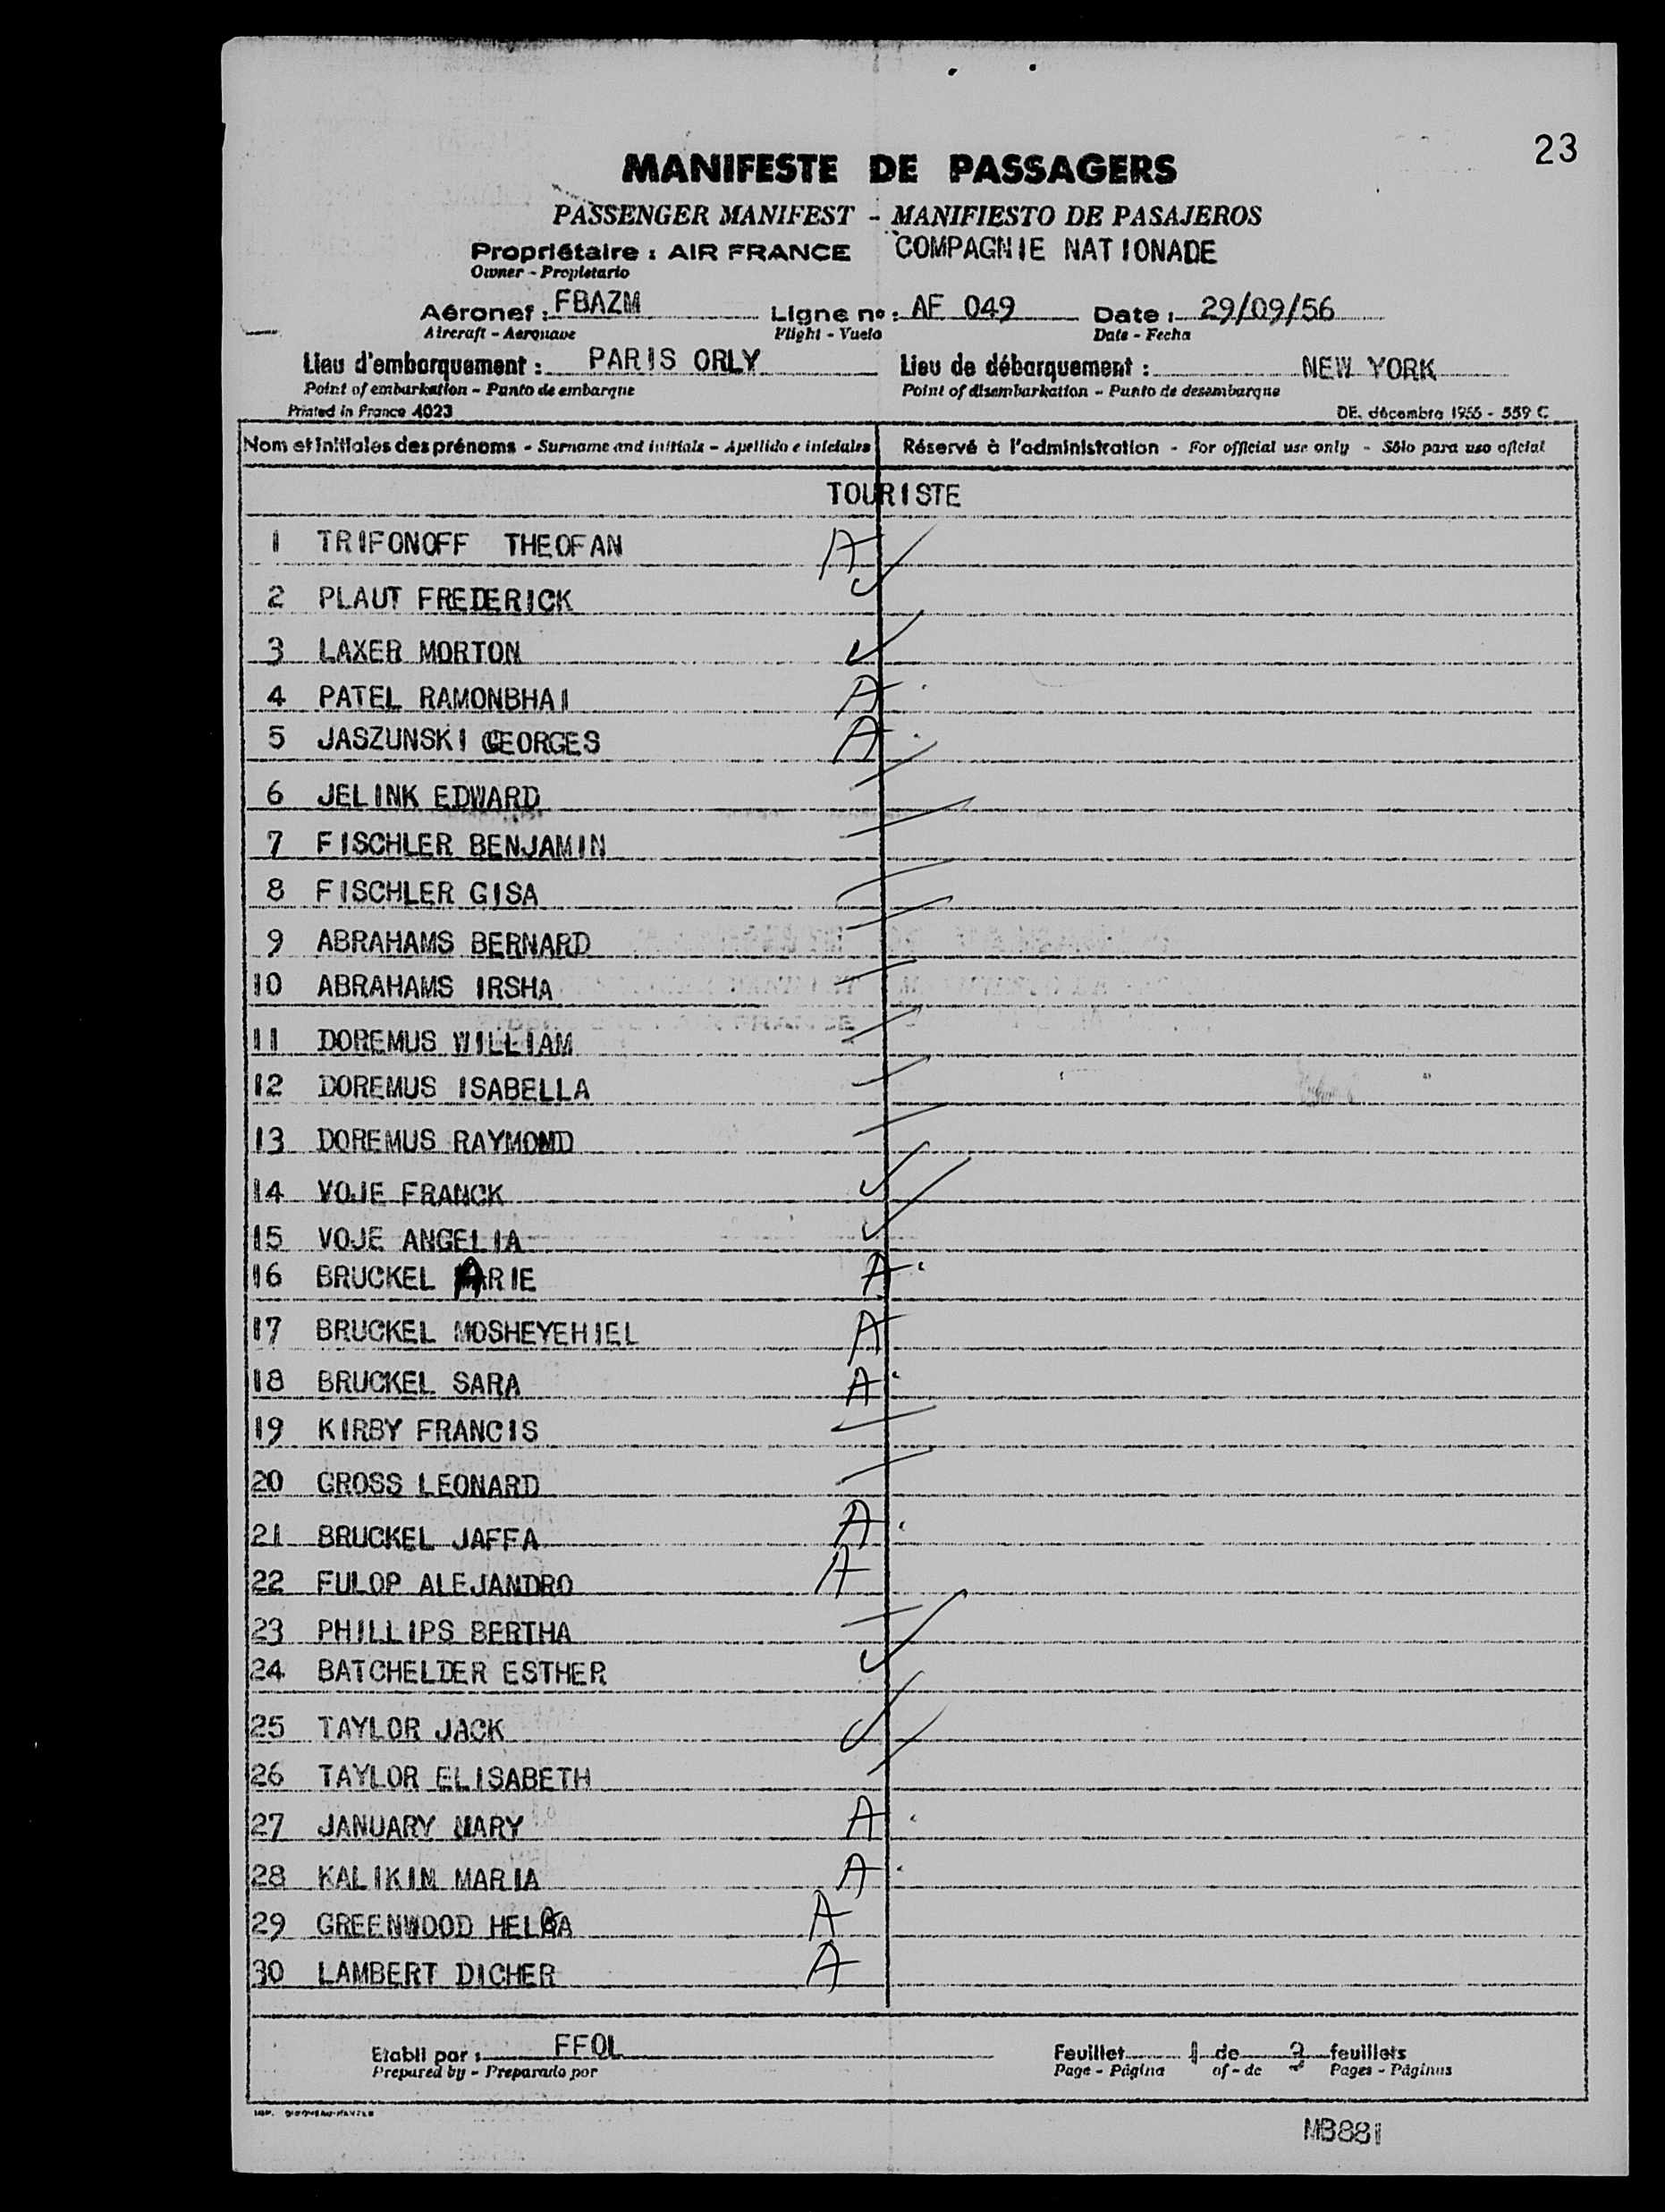 23
MANIFESTE DE PASSAGERS
PASSENGER MANIFEST - MANIFIESTO DE PASAJEROS
Propriétaire : AIR FRANCE COMPAGNIE NATIONADE
Owner - Propietario
Aéronef : FBAZM Ligne nº : AF 049 Date : 29/09/56
Aircraft - Aeronave Flight - Vuelo Date - Fecha
Lieu d'embarquement : PARIS ORLY Lieu de débarquement : NEW YORK
Point of embarkation - Punto de embarque Point of disembarkation - Punto de desembarque
Printed in France 4023 DE. décembre 1955 - 559 C
Nom et initiales des prénoms - Surname and initials - Apellido e iniciales Réservé à l'administration - For official use only - Sólo para uso oficial
TOURISTE
1 TRIFONOFF THEOFAN A
2 PLAUT FREDERICK
3 LAXER MORTON
4 PATEL RAMONBHAI A
5 JASZUNSKI GEORGES A
6 JELINK EDWARD
7 FISCHLER BENJAMIN
8 FISCHLER GISA
9 ABRAHAMS BERNARD
10 ABRAHAMS IRSHA
11 DOREMUS WILLIAM
12 DOREMUS ISABELLA
13 DOREMUS RAYMOND
14 VOJE FRANCK
15 VOJE ANGELIA
16 BRUCKEL ARIE A
17 BRUCKEL MOSHEYEHIEL A
18 BRUCKEL SARA A
19 KIRBY FRANCIS
20 GROSS LEONARD
21 BRUCKEL JAFFA A
22 FULOP ALEJANDRO A
23 PHILLIPS BERTHA
24 BATCHELDER ESTHER
25 TAYLOR JACK
26 TAYLOR ELISABETH
27 JANUARY MARY A
28 KALIKIN MARIA A
29 GREENWOOD HELGA A
30 LAMBERT DICHER A
Etabli par : FFOL Feuillet 1 de 3 feuillets
Prepared by - Preparado por Page - Página of - de Pages - Páginas
MB881